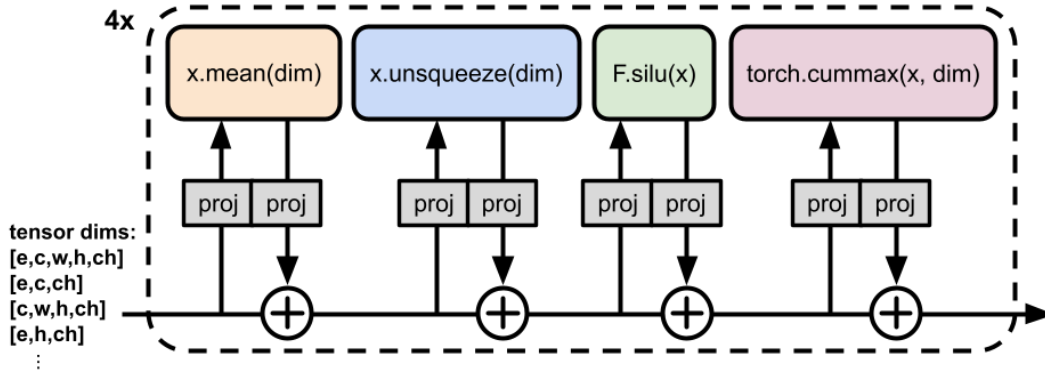 4x
x.mean(dim)
x.unsqueeze(dim)
F.silu(x)
torch.cummax(x, dim)
proj
proj
proj
proj
proj
proj
proj
proj
tensor dims:
[e,c,w,h,ch]
[e,c,ch]
[c,w,h,ch]
[e,h,ch]
⋮